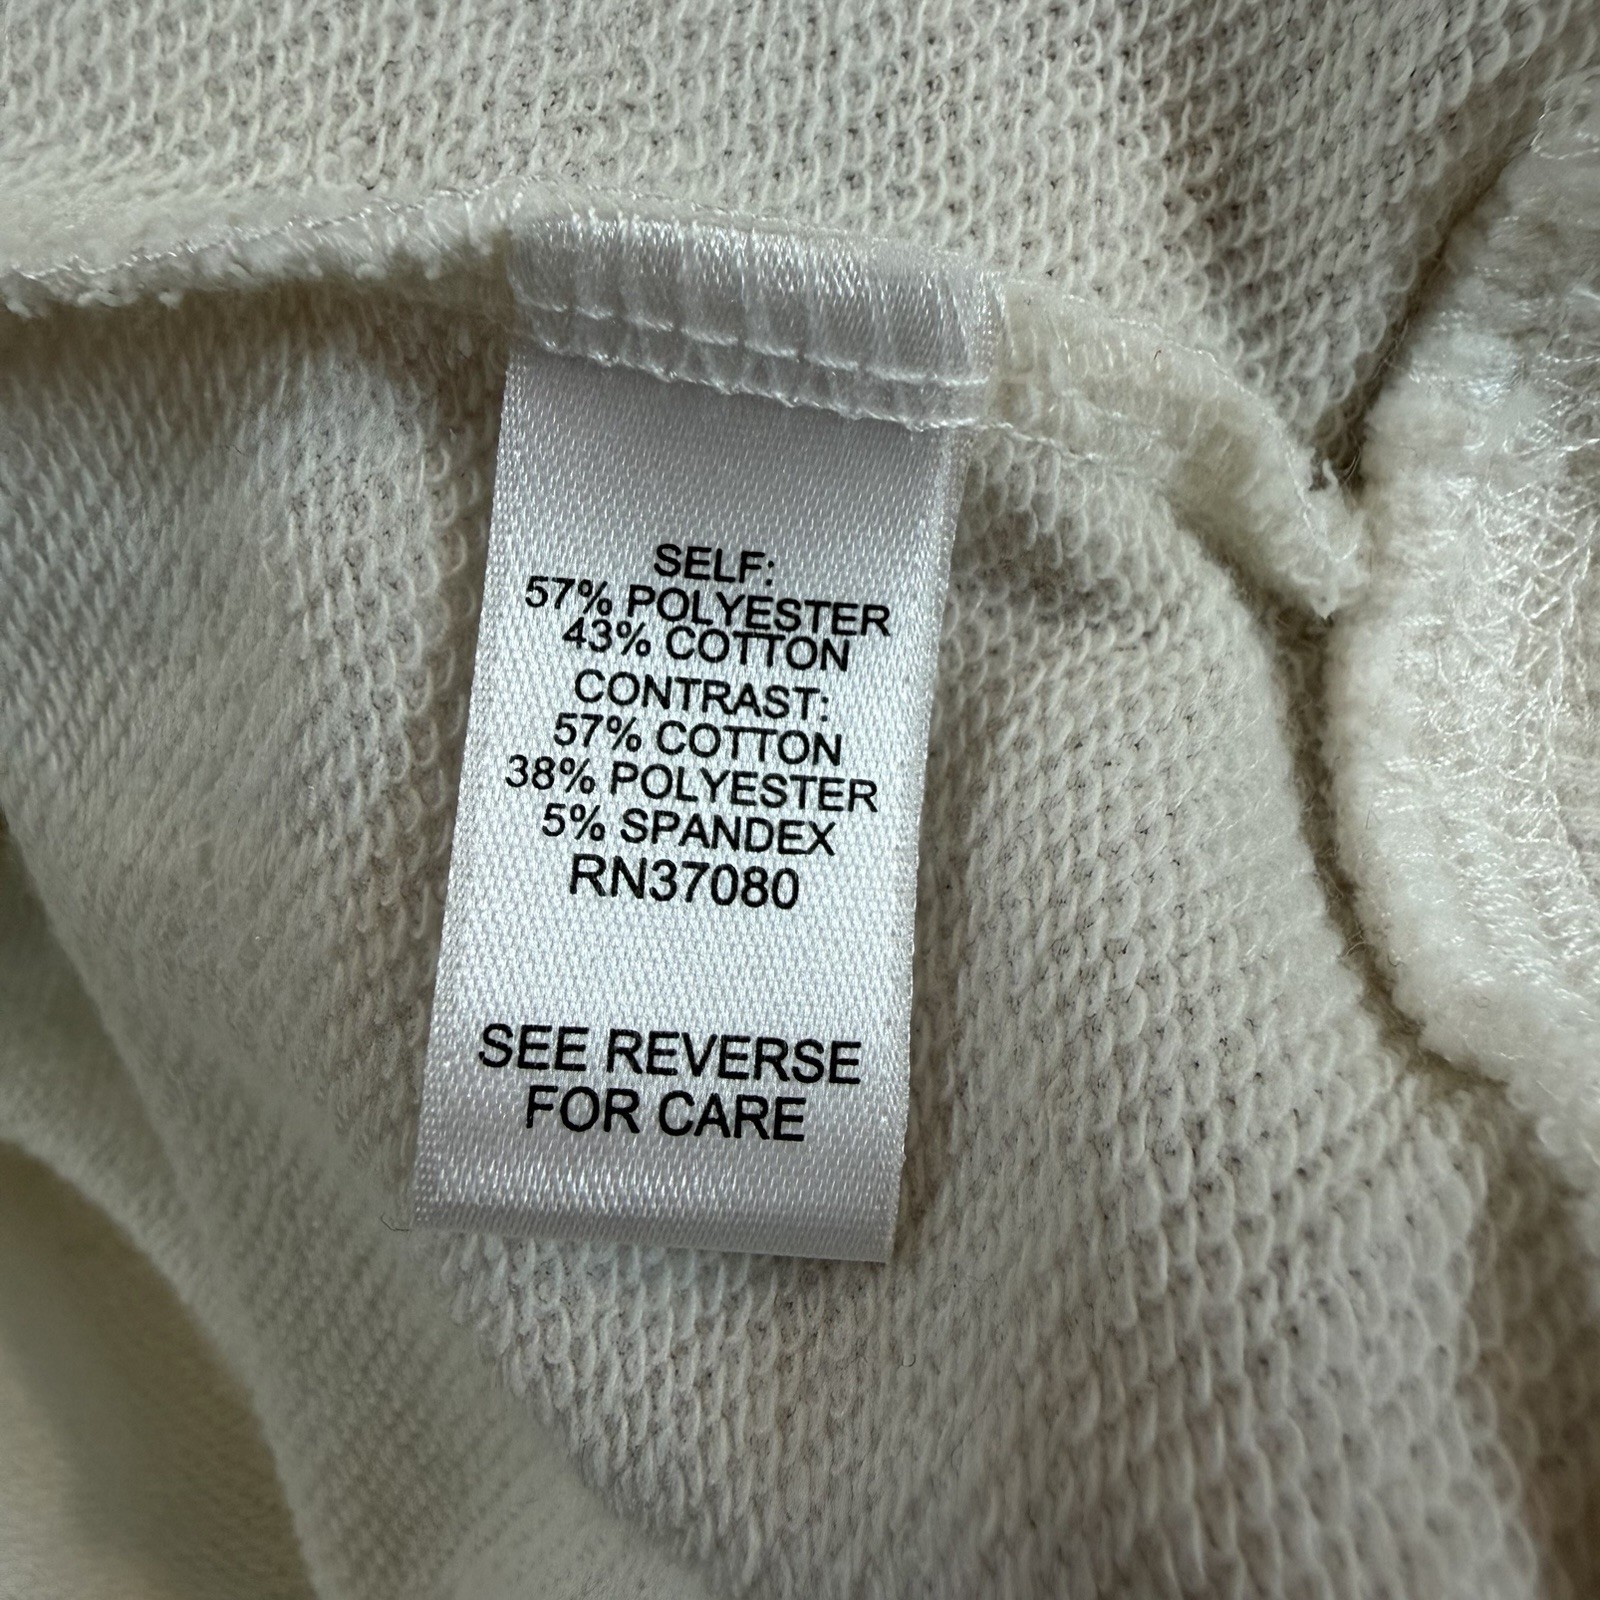 SELF:
57% POLYESTER
43% COTTON
CONTRAST:
57% COTTON
38% POLYESTER
5% SPANDEX
RN37080
SEE REVERSE
FOR CARE